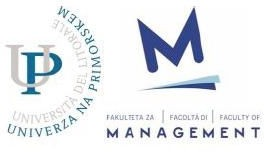 UP
UNIVERSITÀ DEL LITORALE
UNIVERZA NA PRIMORSKEM
M
FAKULTETA ZA | FACOLTÀ DI | FACULTY OF
MANAGEMENT